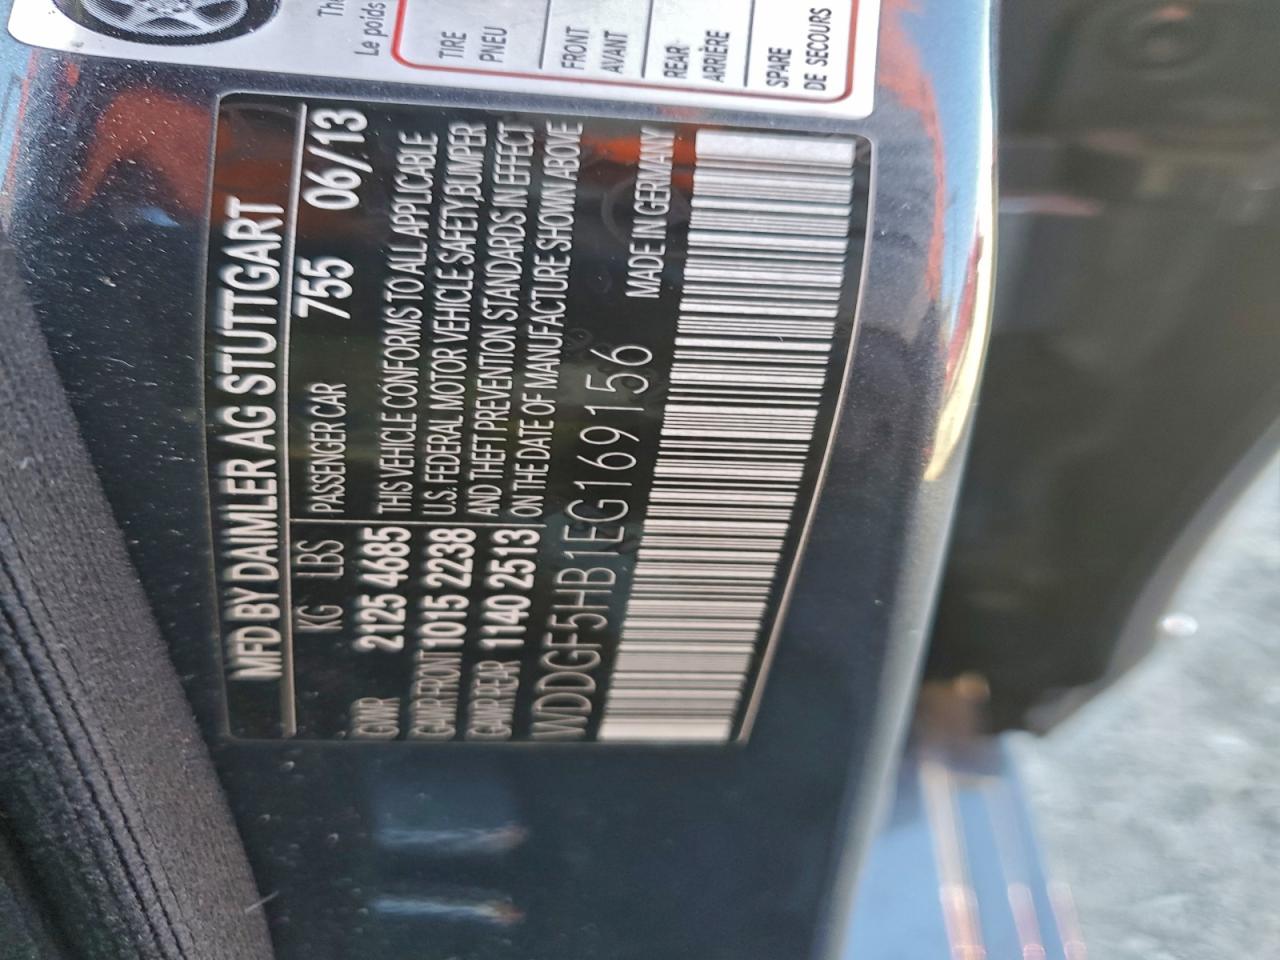 MFD BY DAIMLER AG STUTTGART
KG LBS PASSENGER CAR 755 06/13
GVWR 2125 4685 THIS VEHICLE CONFORMS TO ALL APPLICABLE
GAWR FRONT 1015 2238 U.S. FEDERAL MOTOR VEHICLE SAFETY,BUMPER
GAWR REAR 1140 2513 AND THEFT PREVENTION STANDARDS IN EFFECT
ON THE DATE OF MANUFACTURE SHOWN ABOVE
WDDGF5HB1EG169156 MADE IN GERMANY
Le poids
TIRE
PNEU
FRONT
AVANT
REAR
ARRIÈRE
SPARE
DE SECOURS